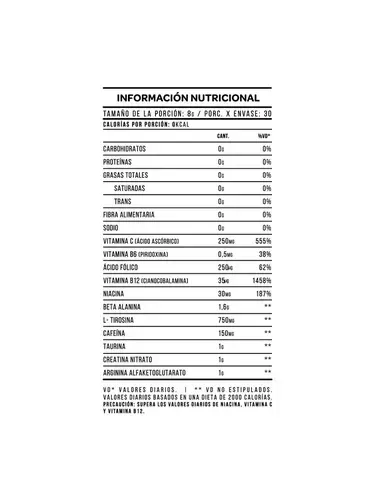 INFORMACIÓN NUTRICIONAL
TAMAÑO DE LA PORCIÓN: 8G / PORC. X ENVASE: 30
CALORÍAS POR PORCIÓN: 0KCAL
CANT. %VD*
CARBOHIDRATOS 0G 0%
PROTEÍNAS 0G 0%
GRASAS TOTALES 0G 0%
SATURADAS 0G 0%
TRANS 0G 0%
FIBRA ALIMENTARIA 0G 0%
SODIO 0G 0%
VITAMINA C (ÁCIDO ASCÓRBICO) 250MG 555%
VITAMINA B6 (PIRIDOXINA) 0,5MG 38%
ÁCIDO FÓLICO 250MG 62%
VITAMINA B12 (CIANOCOBALAMINA) 35MG 1458%
NIACINA 30MG 187%
BETA ALANINA 1,6G **
L- TIROSINA 750MG **
CAFEÍNA 150MG **
TAURINA 1G **
CREATINA NITRATO 1G **
ARGININA ALFAKETOGLUTARATO 1G **
VD* VALORES DIARIOS. | ** VD NO ESTIPULADOS.
VALORES DIARIOS BASADOS EN UNA DIETA DE 2000 CALORÍAS.
PRECAUCIÓN: SUPERA LOS VALORES DIARIOS DE NIACINA, VITAMINA C
Y VITAMINA B12.